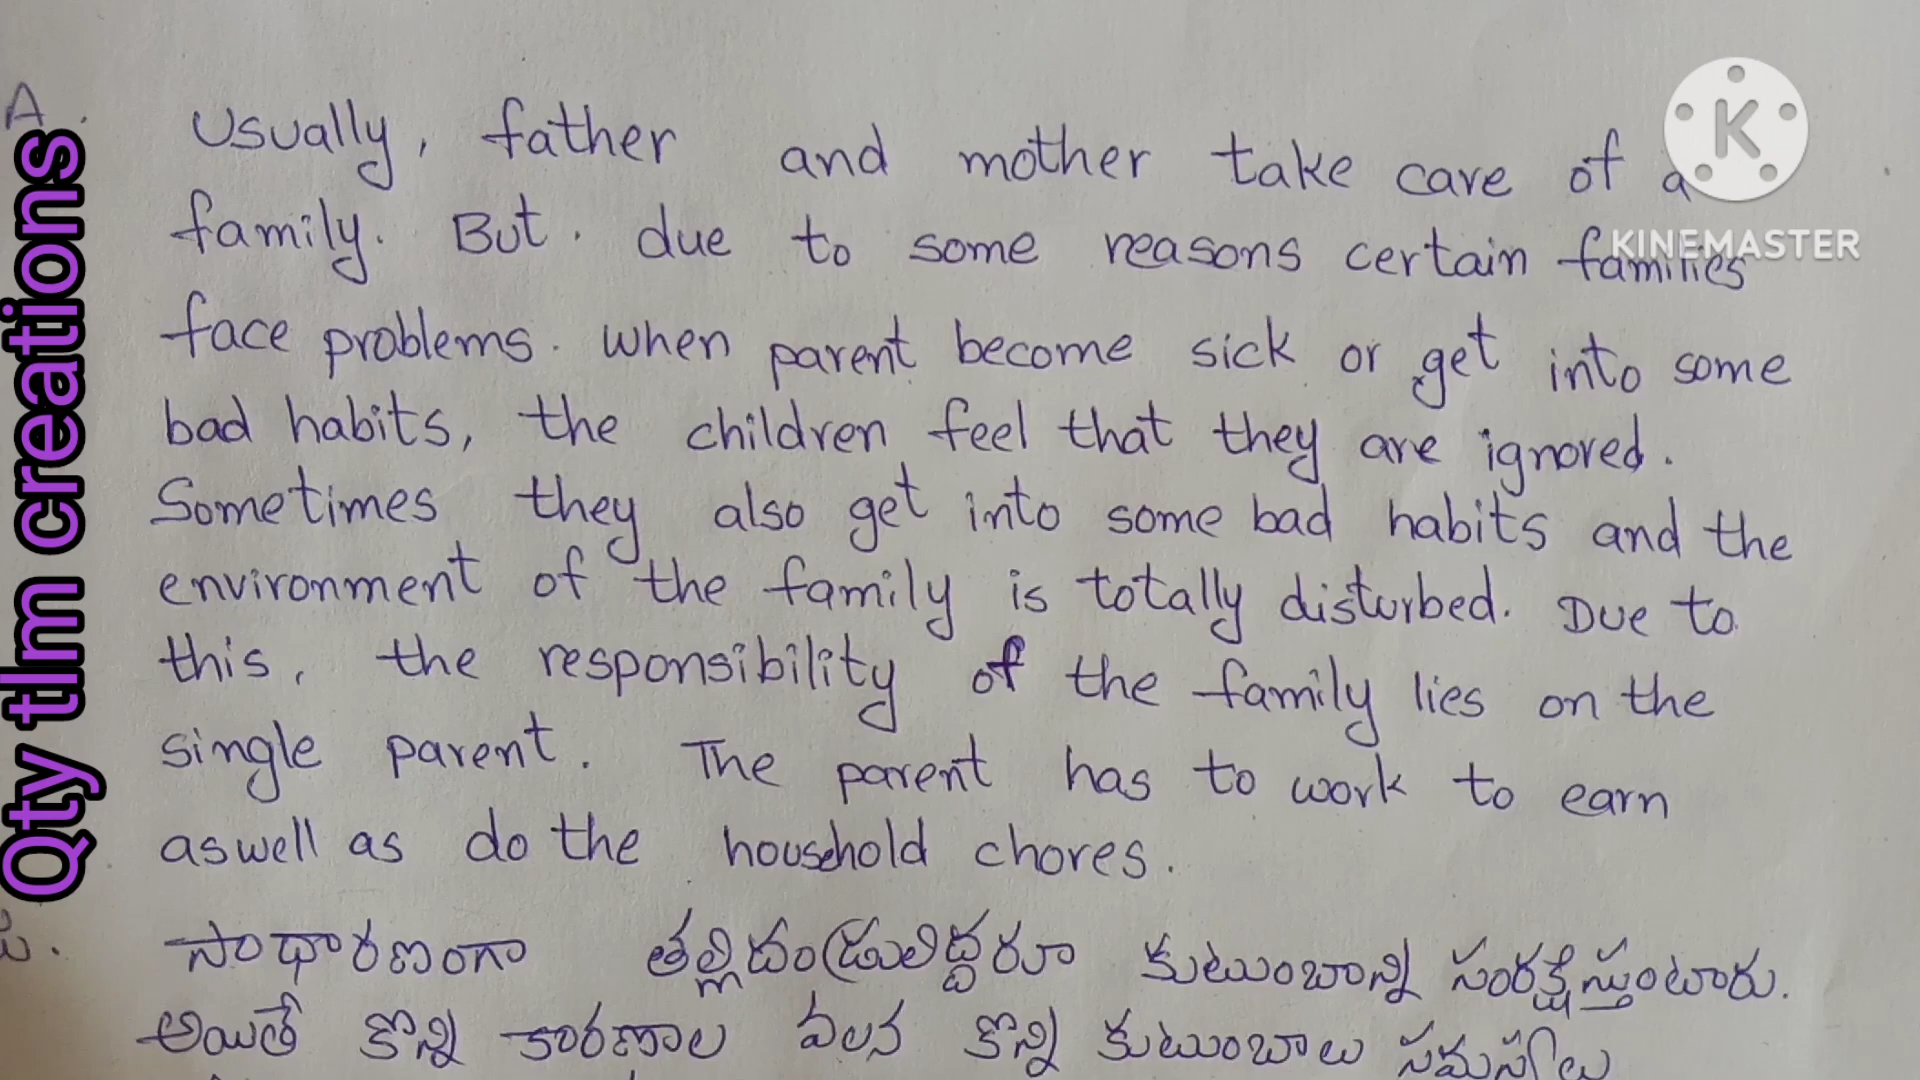 A. Usually, father and mother take care of a
family. But. due to some reasons certain families
face problems. when parent become sick or get into some
bad habits, the children feel that they are ignored.
Sometimes they also get into some bad habits and the
environment of the family is totally disturbed. Due to
this, the responsibility of the family lies on the
single parent. The parent has to work to earn
aswell as do the household chores.
సాధారణంగా తల్లిదండ్రులిద్దరూ కుటుంబాన్ని సంరక్షిస్తుంటారు.
అయితే కొన్ని కారణాల వలన కొన్ని కుటుంబాలు సమస్యలు
Qty tlm creations
K
KINEMASTER